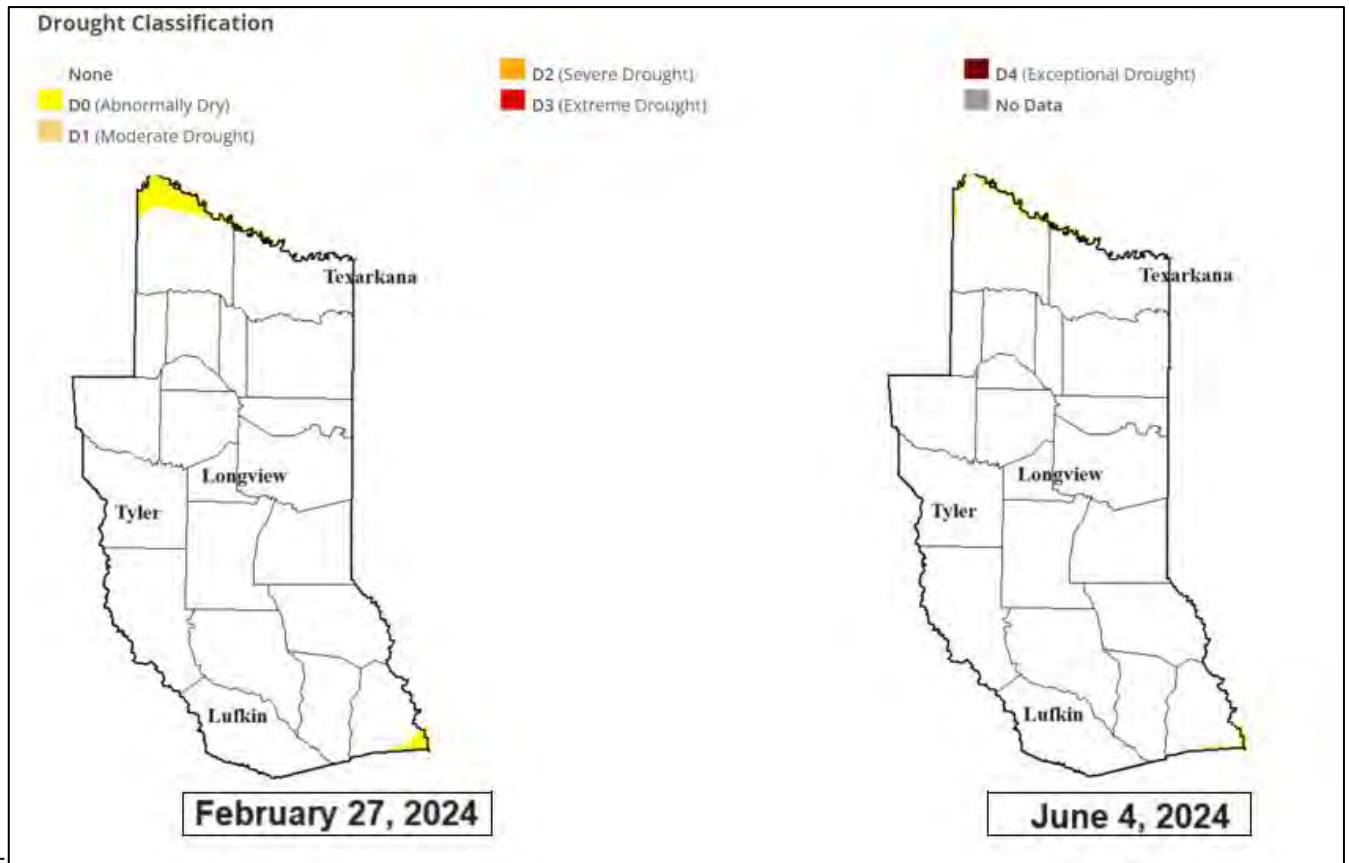 Drought Classification
None
D0 (Abnormally Dry)
D1 (Moderate Drought)
D2 (Severe Drought)
D3 (Extreme Drought)
D4 (Exceptional Drought)
No Data
Texarkana
Longview
Tyler
Lufkin
February 27, 2024
Texarkana
Longview
Tyler
Lufkin
June 4, 2024